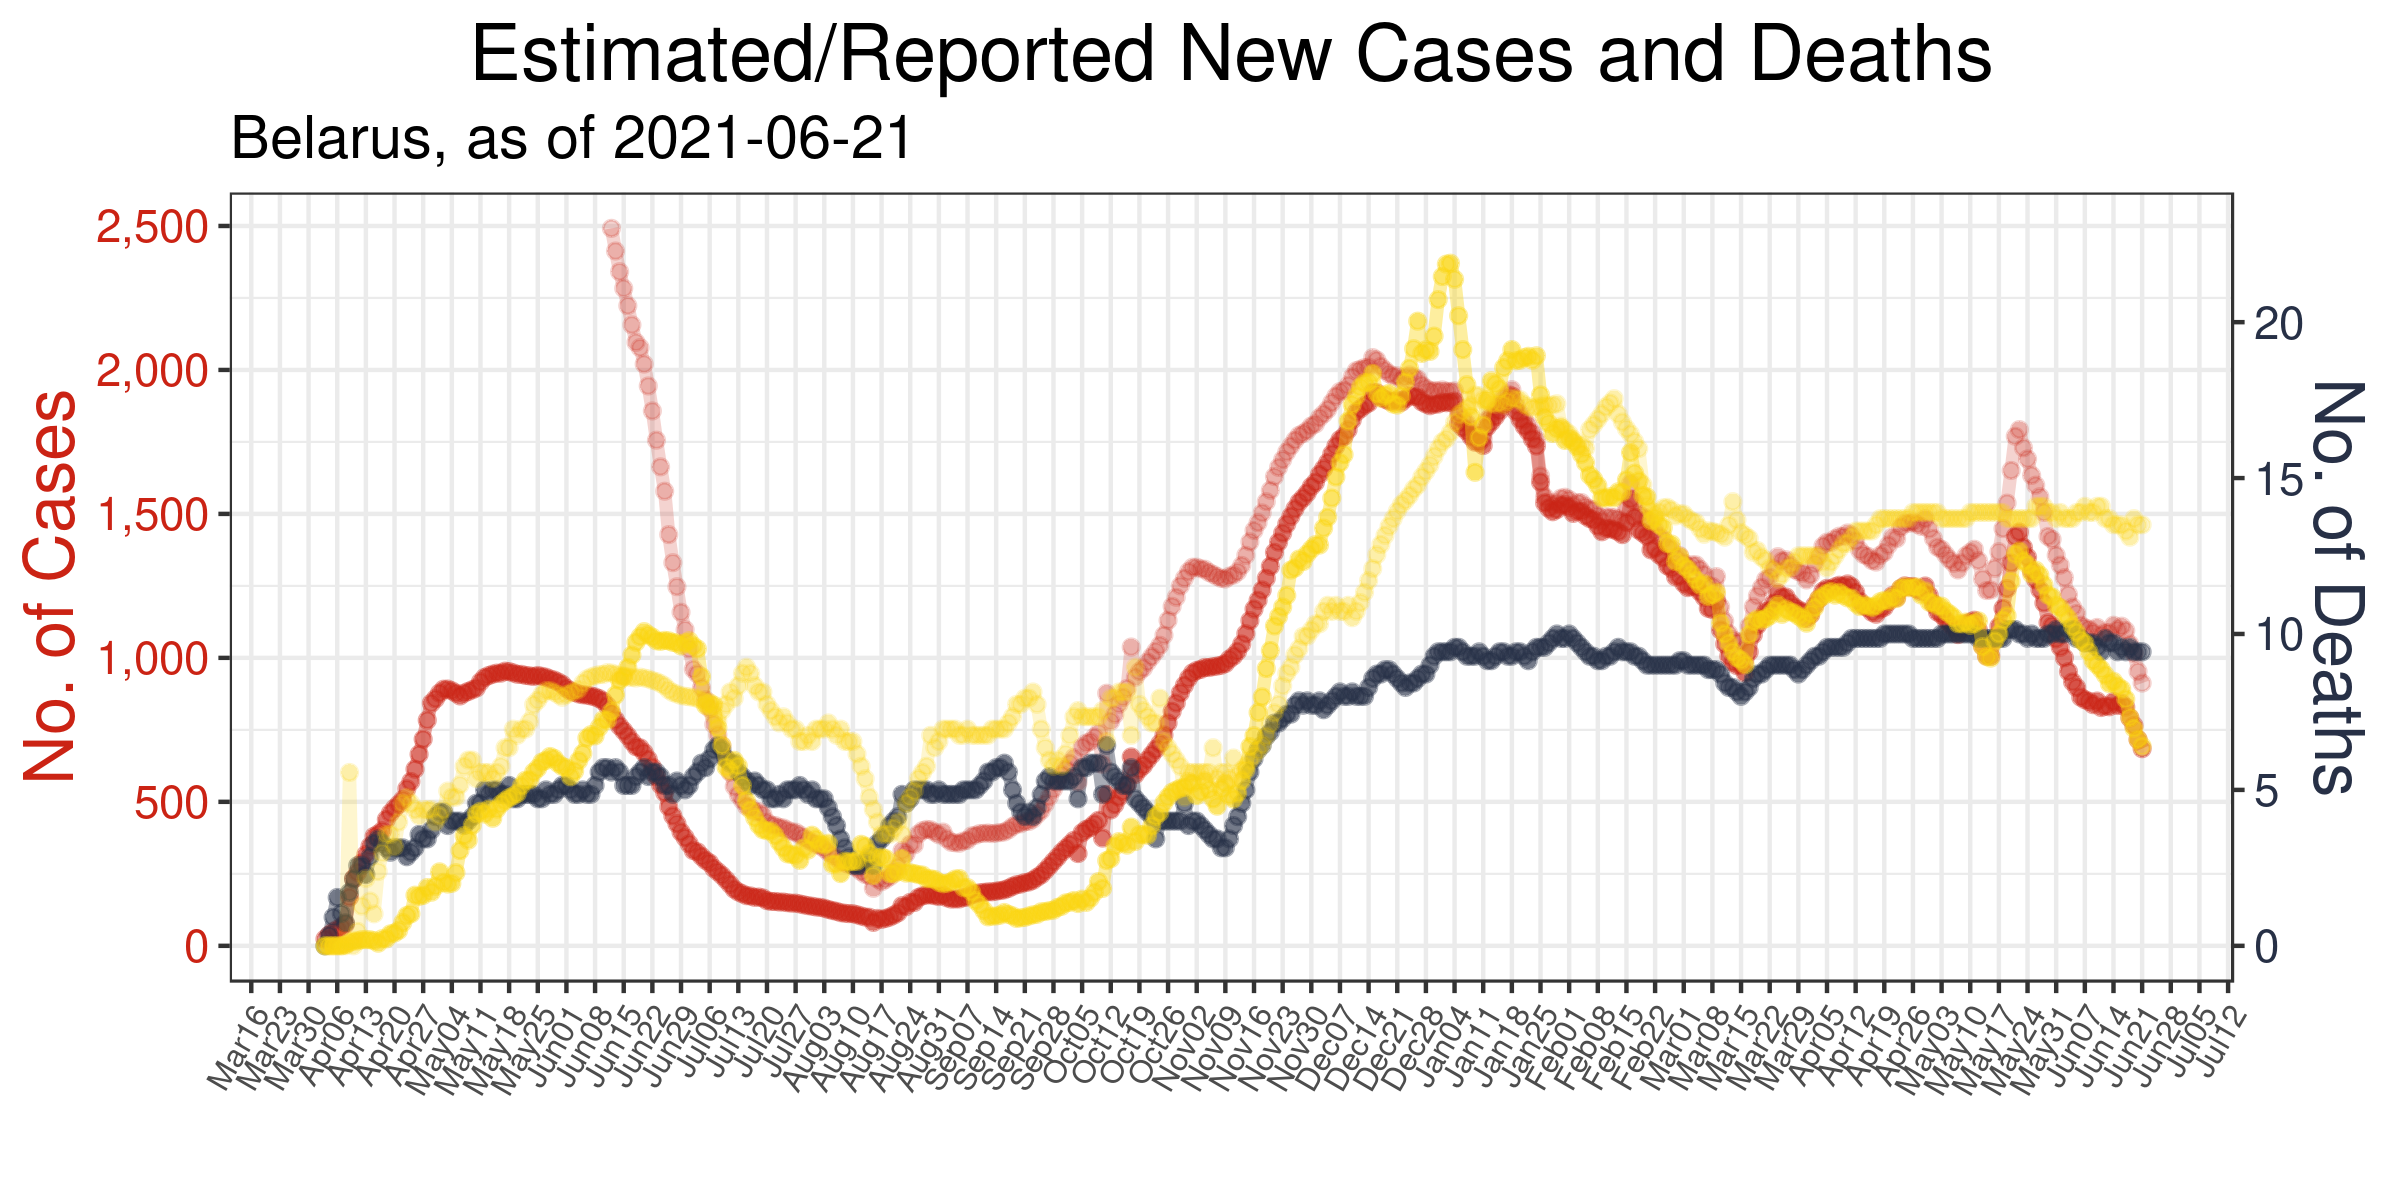 Estimated/Reported New Cases and Deaths
Belarus, as of 2021-06-21
No. of Cases
2,500
2,000
1,500
1,000
500
0
20
15
10
5
0
No. of Deaths
Mar16
Mar23
Mar30
Apr06
Apr13
Apr20
Apr27
May04
May11
May18
May25
Jun01
Jun08
Jun15
Jun22
Jun29
Jul06
Jul13
Jul20
Jul27
Aug03
Aug10
Aug17
Aug24
Aug31
Sep07
Sep14
Sep21
Sep28
Oct05
Oct12
Oct19
Oct26
Nov02
Nov09
Nov16
Nov23
Nov30
Dec07
Dec14
Dec21
Dec28
Jan04
Jan11
Jan18
Jan25
Feb01
Feb08
Feb15
Feb22
Mar01
Mar08
Mar15
Mar22
Mar29
Apr05
Apr12
Apr19
Apr26
May03
May10
May17
May24
May31
Jun07
Jun14
Jun21
Jun28
Jul05
Jul12